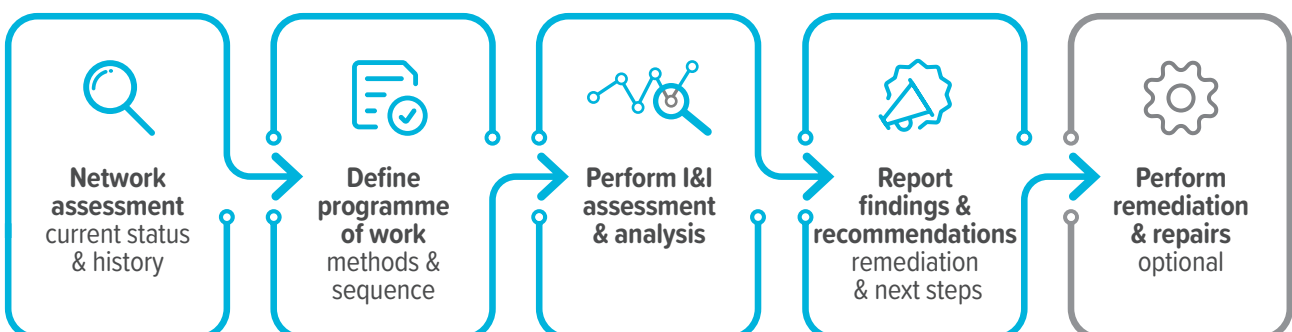 Network
assessment
current status
& history
Define
programme
of work
methods &
sequence
Perform I&I
assessment
& analysis
Report
findings &
recommendations
remediation
& next steps
Perform
remediation
& repairs
optional